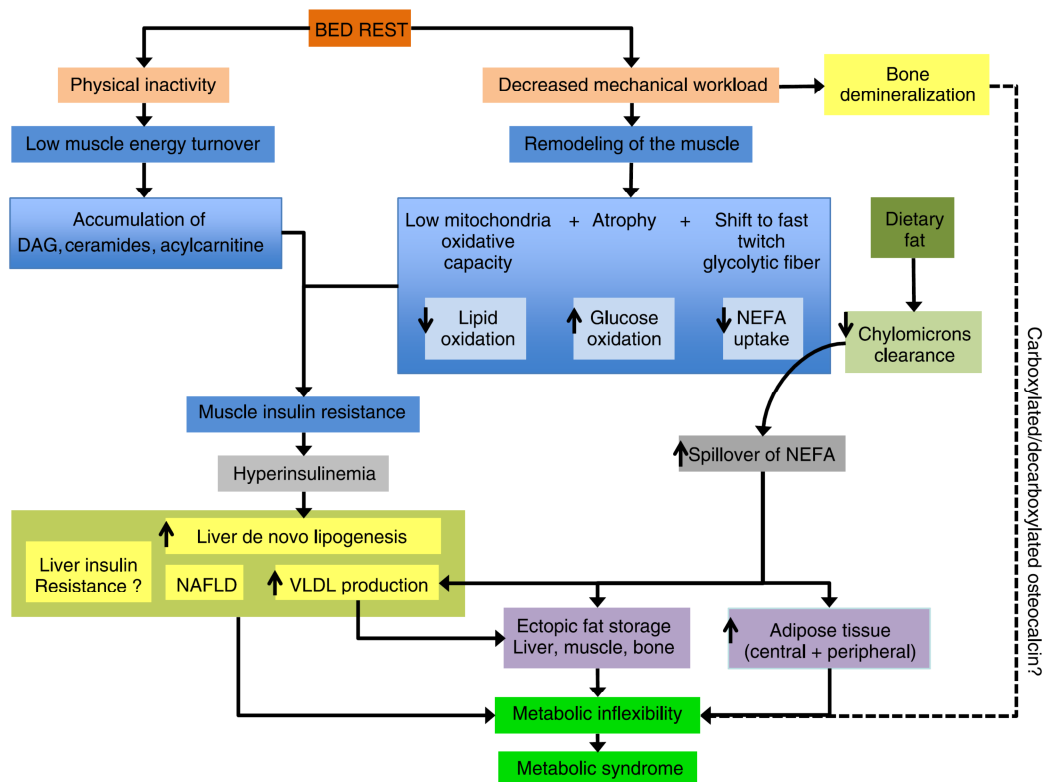 BED REST
Physical inactivity
Decreased mechanical workload
Bone
demineralization
Low muscle energy turnover
Remodeling of the muscle
Accumulation of
DAG, ceramides, acylcarnitine
Low mitochondria
oxidative
capacity
+ Atrophy +
Shift to fast
twitch
glycolytic fiber
Dietary
fat
Lipid
oxidation
Glucose
oxidation
NEFA
uptake
Chylomicrons
clearance
Carboxylated/decarboxylated osteocalcin?
Muscle insulin resistance
Spillover of NEFA
Hyperinsulinemia
Liver de novo lipogenesis
Liver insulin
Resistance ?
NAFLD
VLDL production
Ectopic fat storage
Liver, muscle, bone
Adipose tissue
(central + peripheral)
Metabolic inflexibility
Metabolic syndrome